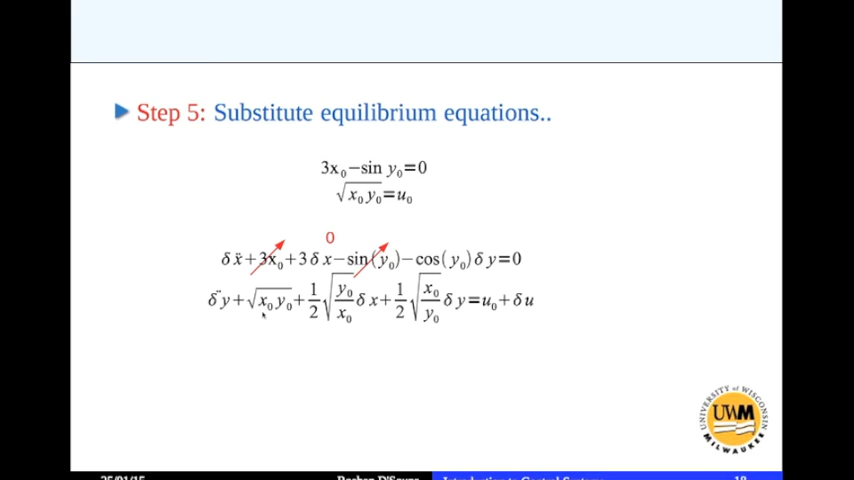 Step 5: Substitute equilibrium equations..
3x₀−sin y₀=0
√(x₀ y₀)=u₀
0
δẍ+3x₀+3δx−sin(y₀)−cos(y₀)δy=0
δ̈y+√(x₀y₀)+1/2√(y₀/x₀)δx+1/2√(x₀/y₀)δy=u₀+δu
UNIVERSITY of WISCONSIN
UWM
MILWAUKEE